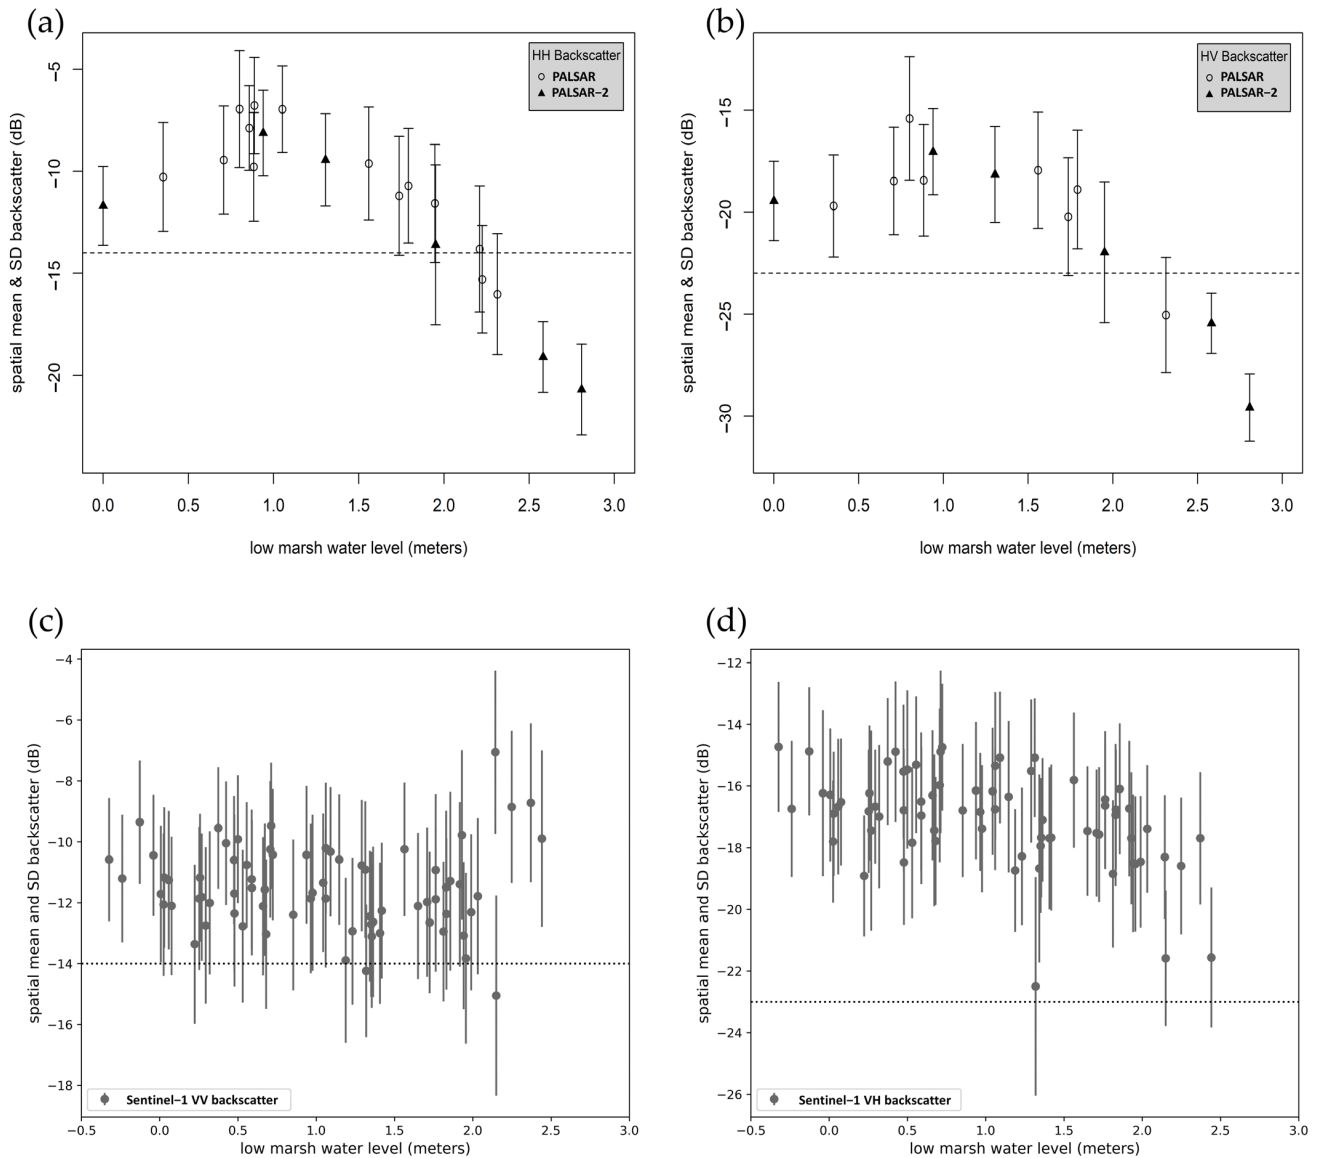 (a)
spatial mean & SD backscatter (dB)
−5
−10
−15
−20
HH Backscatter
PALSAR
PALSAR−2
0.0 0.5 1.0 1.5 2.0 2.5 3.0
low marsh water level (meters)
(b)
spatial mean & SD backscatter (dB)
−15
−20
−25
−30
HV Backscatter
PALSAR
PALSAR−2
0.0 0.5 1.0 1.5 2.0 2.5 3.0
low marsh water level (meters)
(c)
spatial mean and SD backscatter (dB)
−4
−6
−8
−10
−12
−14
−16
−18
Sentinel−1 VV backscatter
−0.5 0.0 0.5 1.0 1.5 2.0 2.5 3.0
low marsh water level (meters)
(d)
spatial mean and SD backscatter (dB)
−12
−14
−16
−18
−20
−22
−24
−26
Sentinel−1 VH backscatter
−0.5 0.0 0.5 1.0 1.5 2.0 2.5 3.0
low marsh water level (meters)